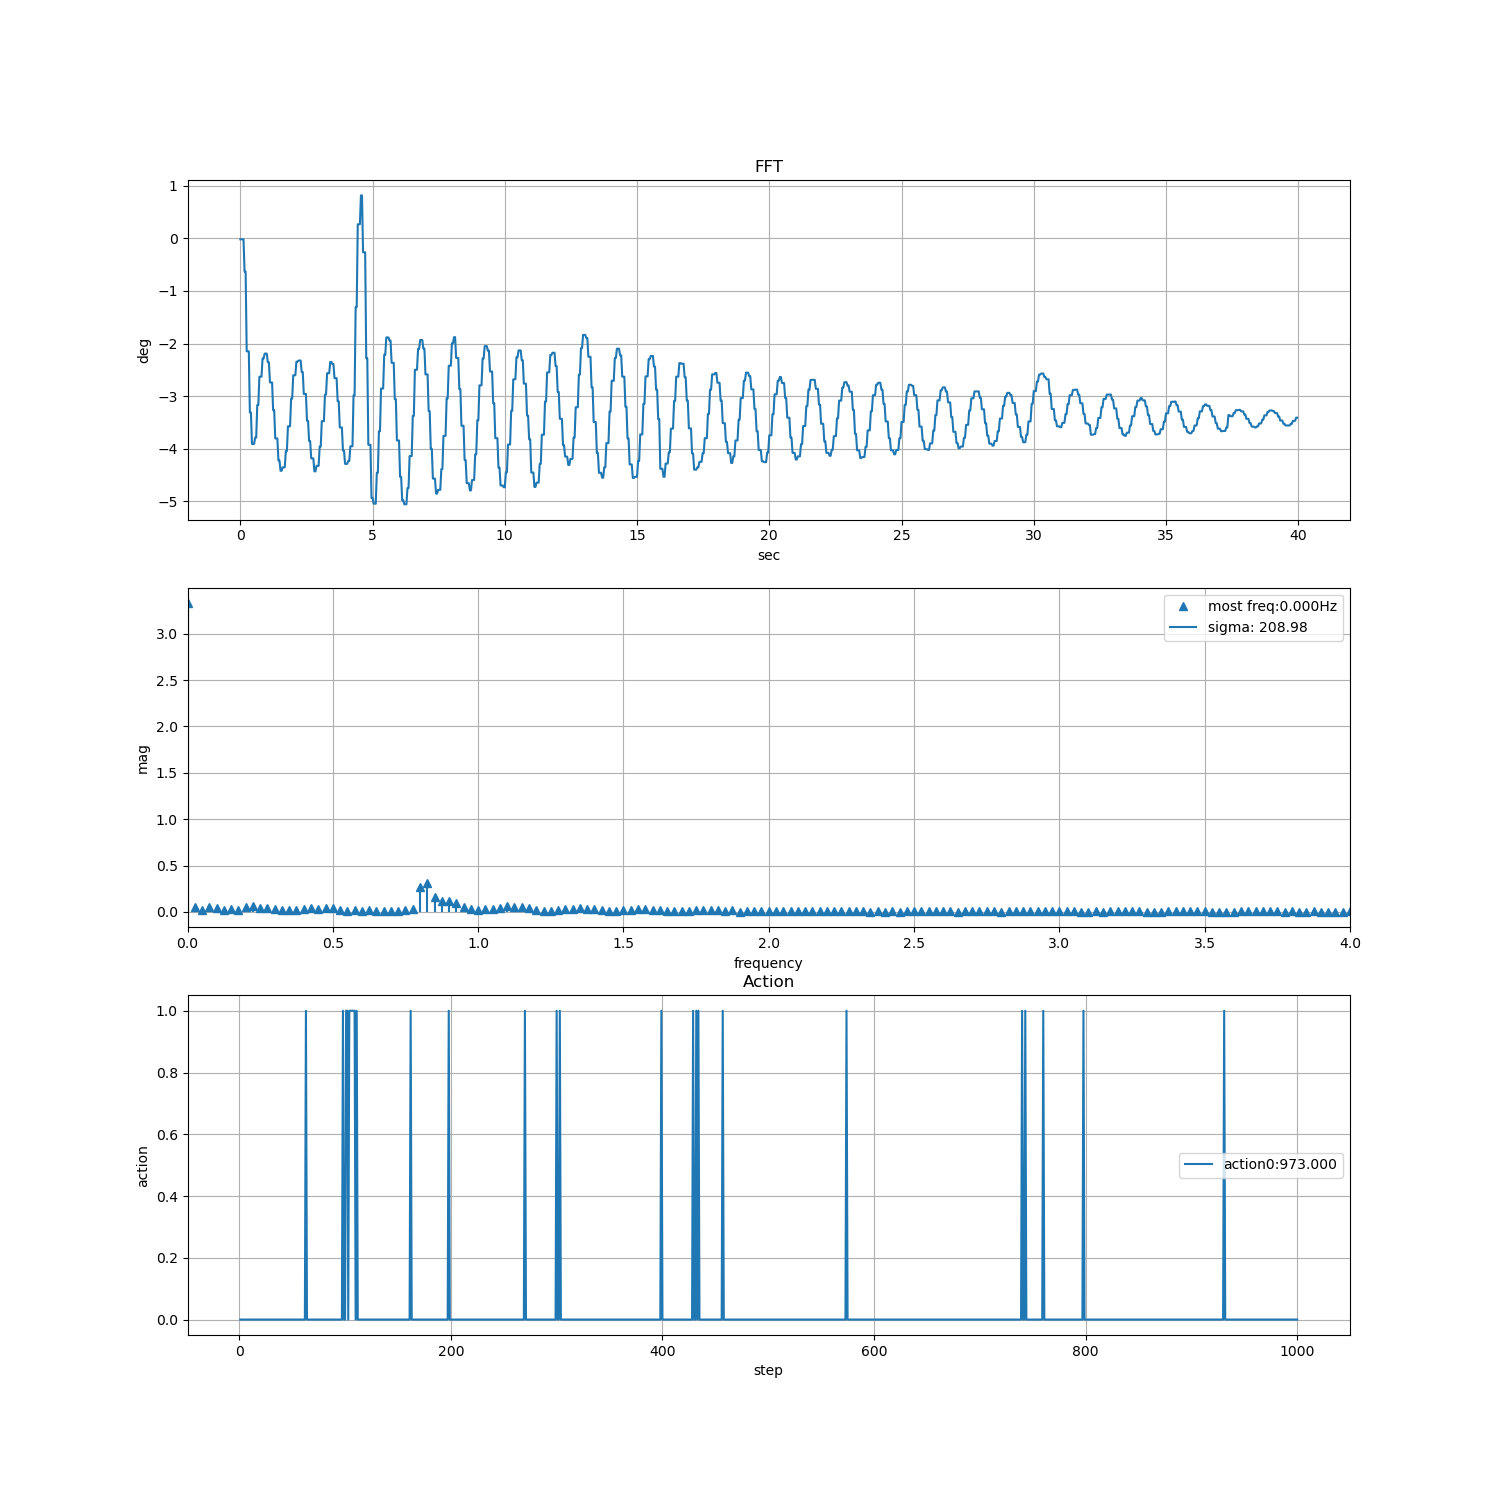 FFT
1
0
−1
−2
−3
−4
−5
deg
0 5 10 15 20 25 30 35 40
sec
3.0
2.5
2.0
1.5
1.0
0.5
0.0
mag
most freq:0.000Hz
sigma: 208.98
0.0 0.5 1.0 1.5 2.0 2.5 3.0 3.5 4.0
frequency
Action
1.0
0.8
0.6
0.4
0.2
0.0
action
action0:973.000
0 200 400 600 800 1000
step